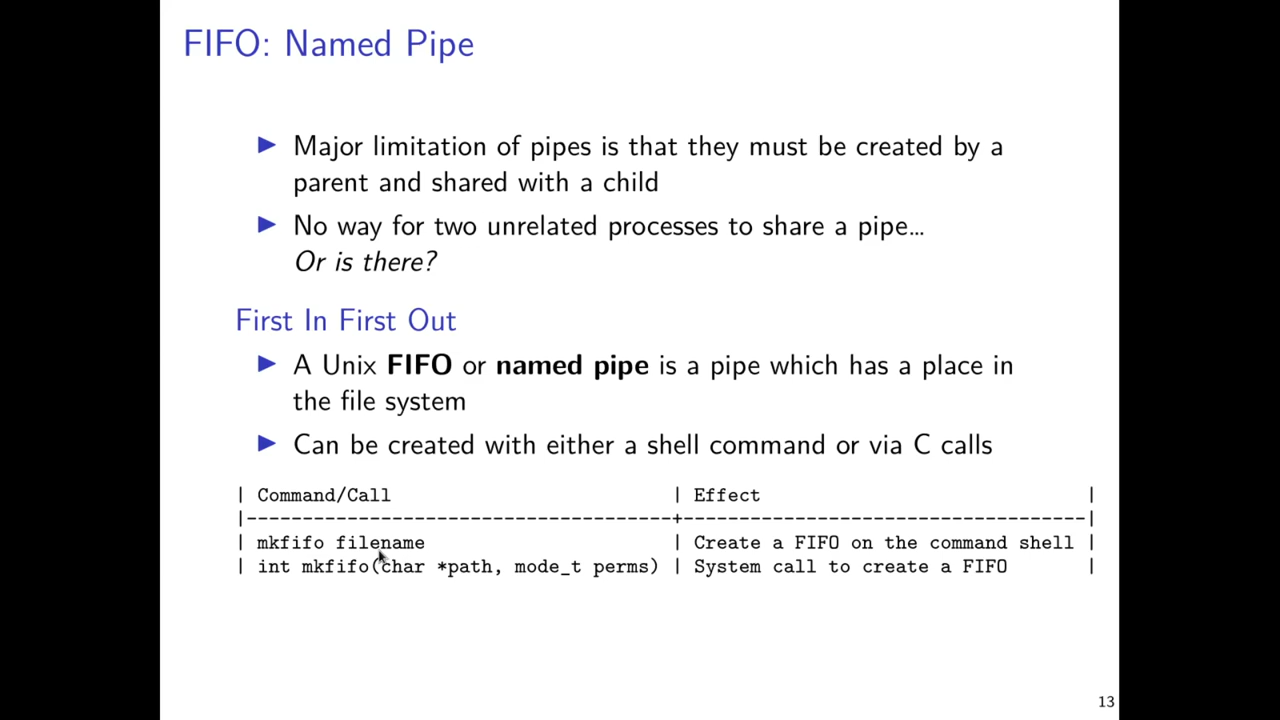 FIFO: Named Pipe
Major limitation of pipes is that they must be created by a
parent and shared with a child
No way for two unrelated processes to share a pipe...
Or is there?
First In First Out
A Unix FIFO or named pipe is a pipe which has a place in
the file system
Can be created with either a shell command or via C calls
| Command/Call | Effect |
|--------------------------------------+------------------------------------|
| mkfifo filename | Create a FIFO on the command shell |
| int mkfifo(char *path, mode_t perms) | System call to create a FIFO |
13